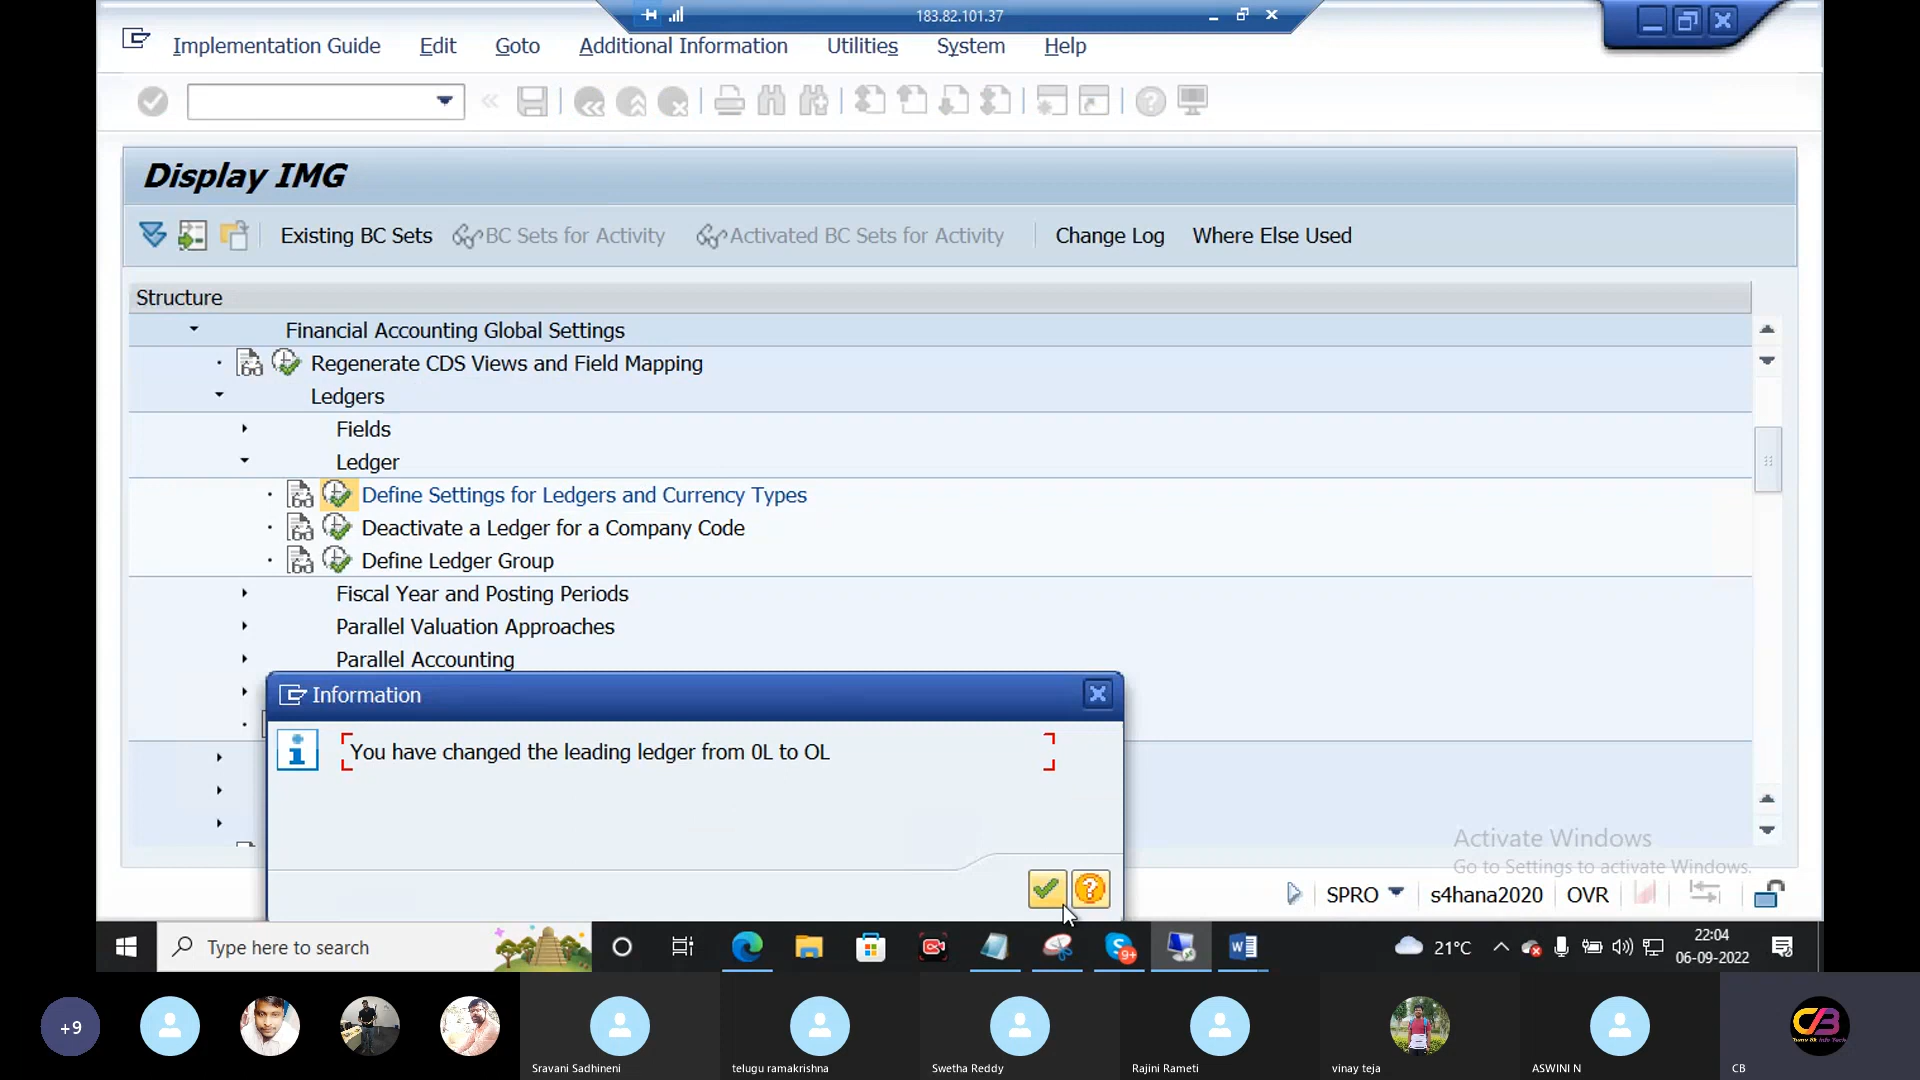 183.82.101.37
Implementation Guide Edit Goto Additional Information Utilities System Help
Display IMG
Existing BC Sets BC Sets for Activity Activated BC Sets for Activity Change Log Where Else Used
Structure
Financial Accounting Global Settings
Regenerate CDS Views and Field Mapping
Ledgers
Fields
Ledger
Define Settings for Ledgers and Currency Types
Deactivate a Ledger for a Company Code
Define Ledger Group
Fiscal Year and Posting Periods
Parallel Valuation Approaches
Parallel Accounting
Information
You have changed the leading ledger from 0L to OL
Activate Windows
Go to Settings to activate Windows.
SPRO s4hana2020 OVR
Type here to search
9+
21°C
22:04
06-09-2022
+9
Sravani Sadhineni
telugu ramakrishna
Swetha Reddy
Rajini Rameti
vinay teja
ASWINI N
CB